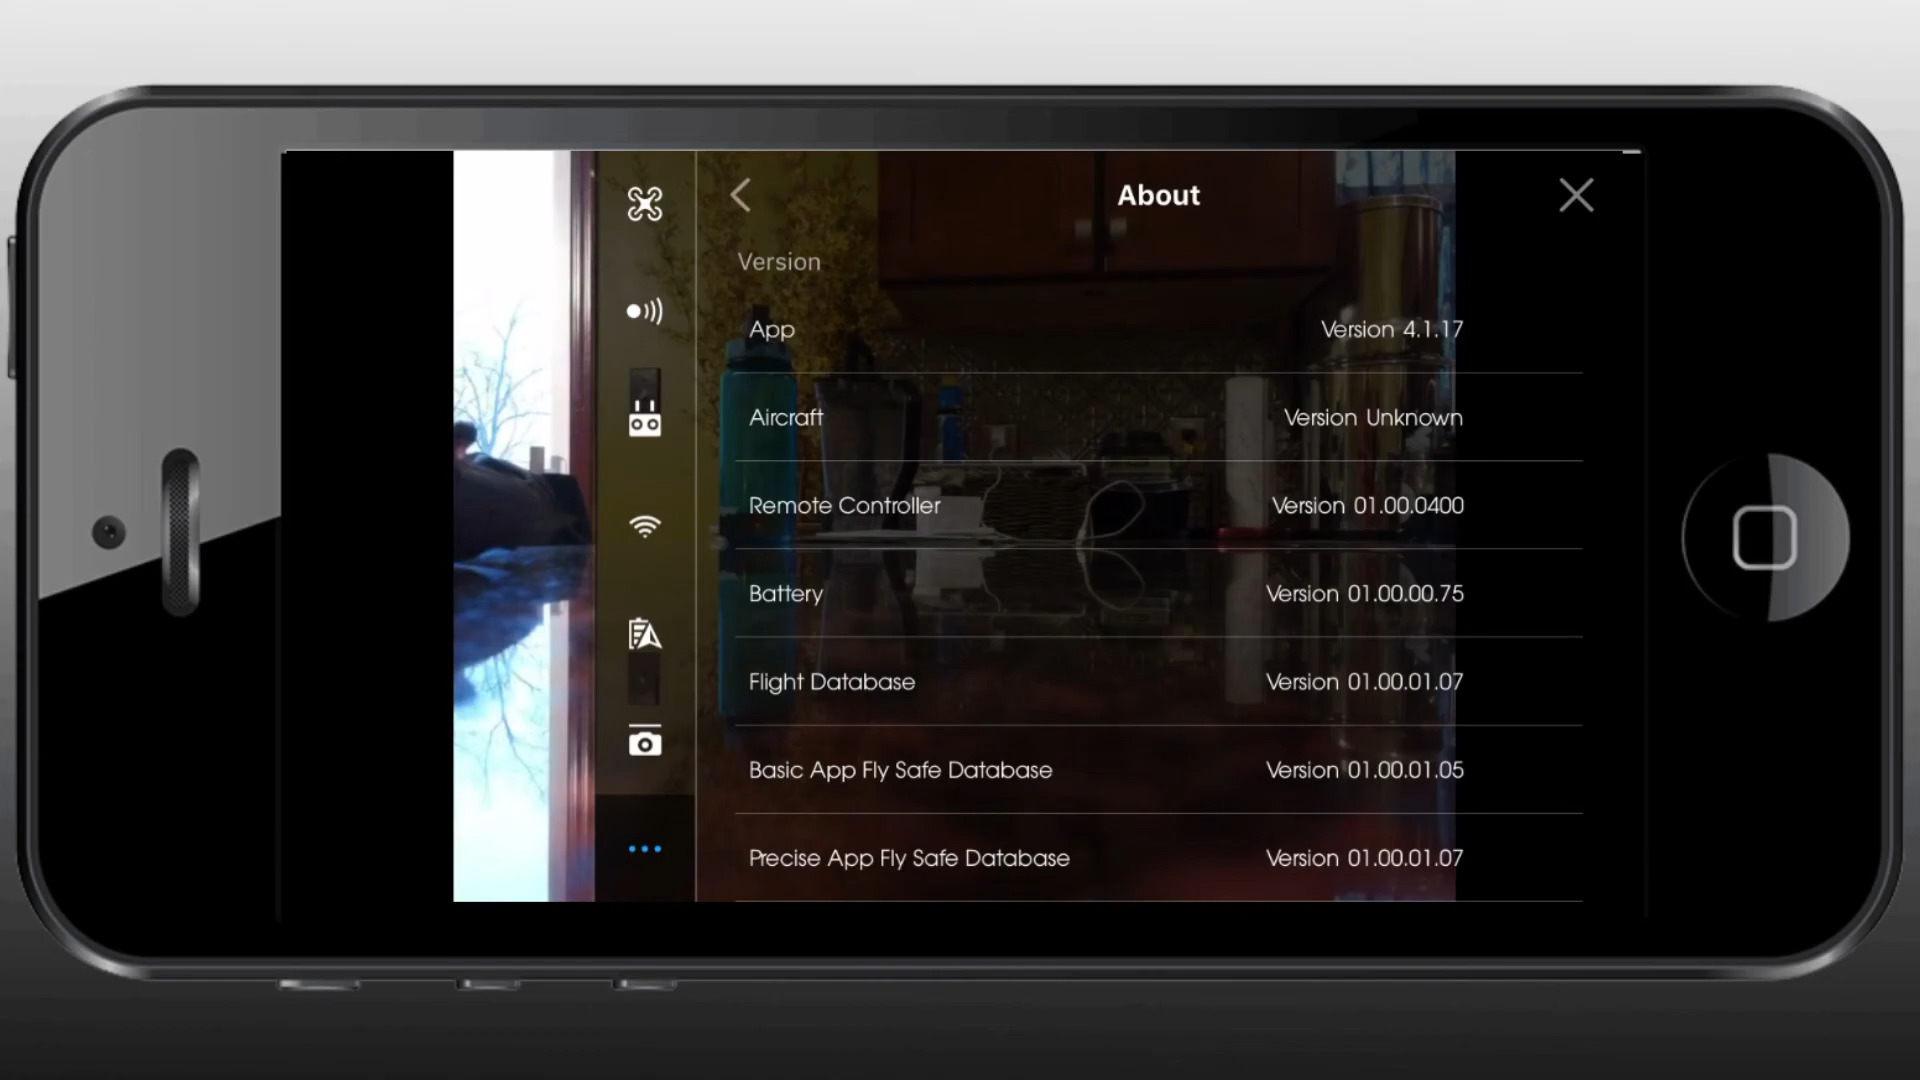 About
Version
App Version 4.1.17
Aircraft Version Unknown
Remote Controller Version 01.00.0400
Battery Version 01.00.00.75
Flight Database Version 01.00.01.07
Basic App Fly Safe Database Version 01.00.01.05
Precise App Fly Safe Database Version 01.00.01.07